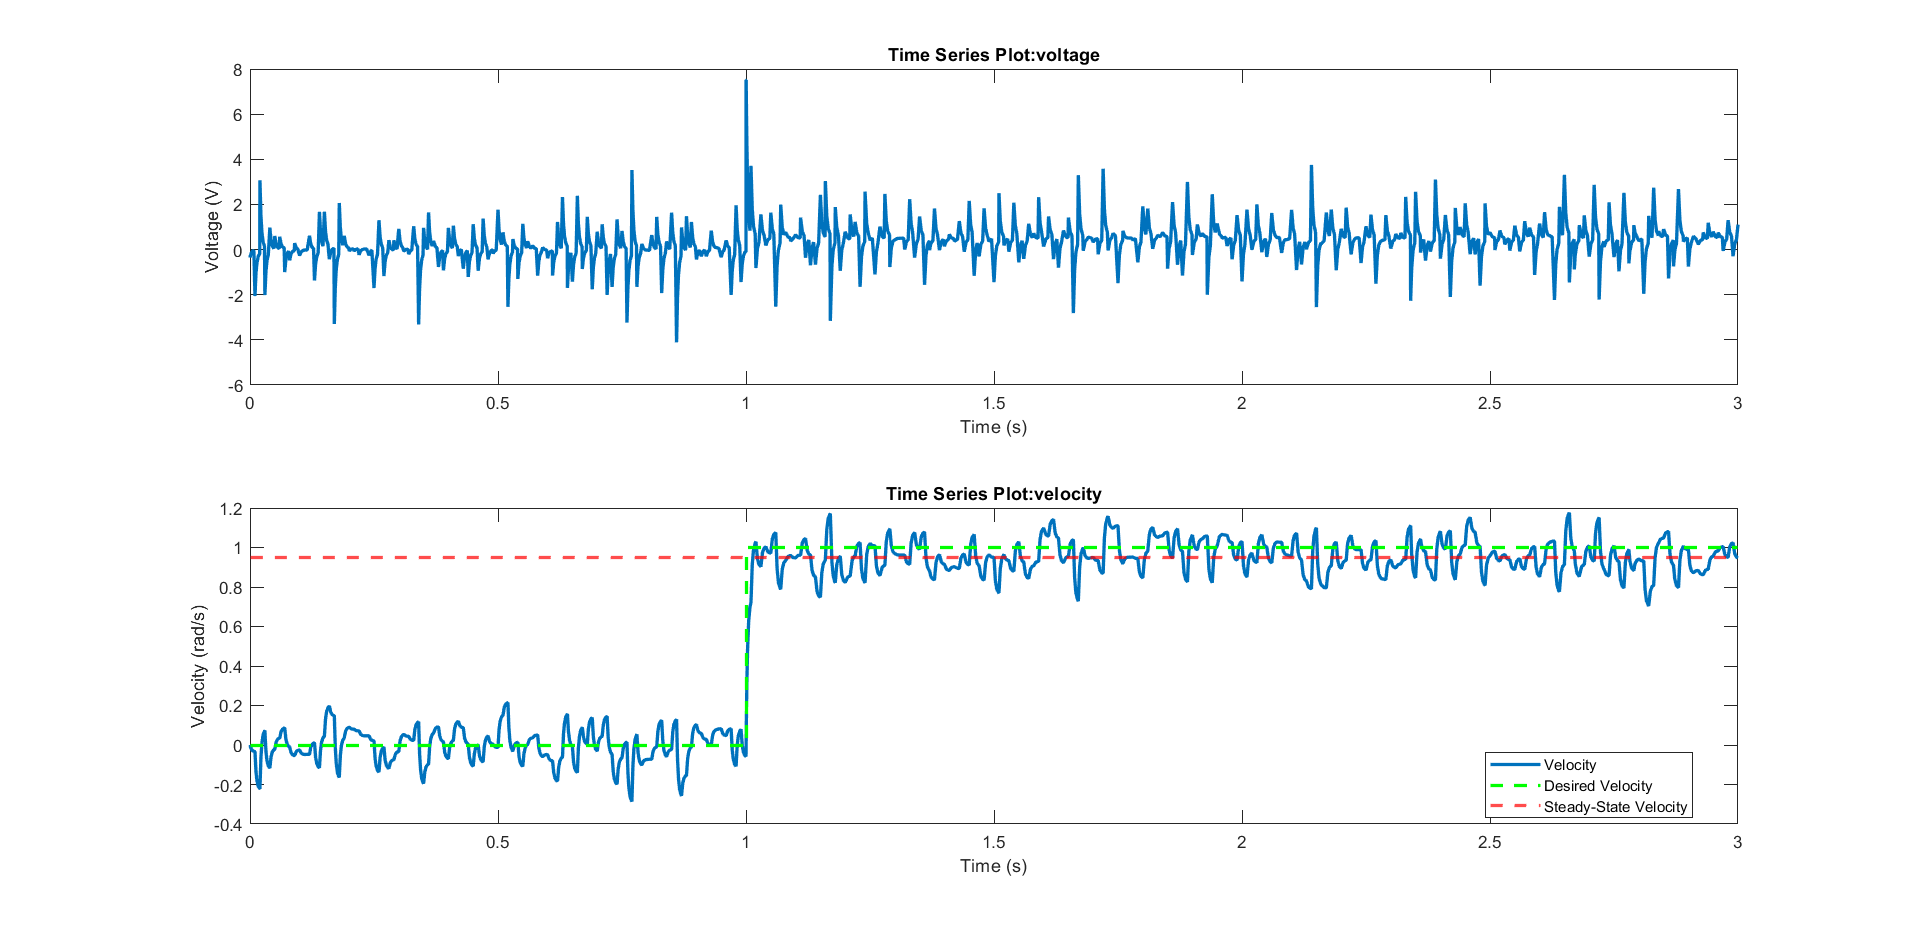 Time Series Plot:voltage
8
6
4
2
0
-2
-4
-6
Voltage (V)
0 0.5 1 1.5 2 2.5 3
Time (s)
Time Series Plot:velocity
1.2
1
0.8
0.6
0.4
0.2
0
-0.2
-0.4
Velocity (rad/s)
Velocity
Desired Velocity
Steady-State Velocity
0 0.5 1 1.5 2 2.5 3
Time (s)